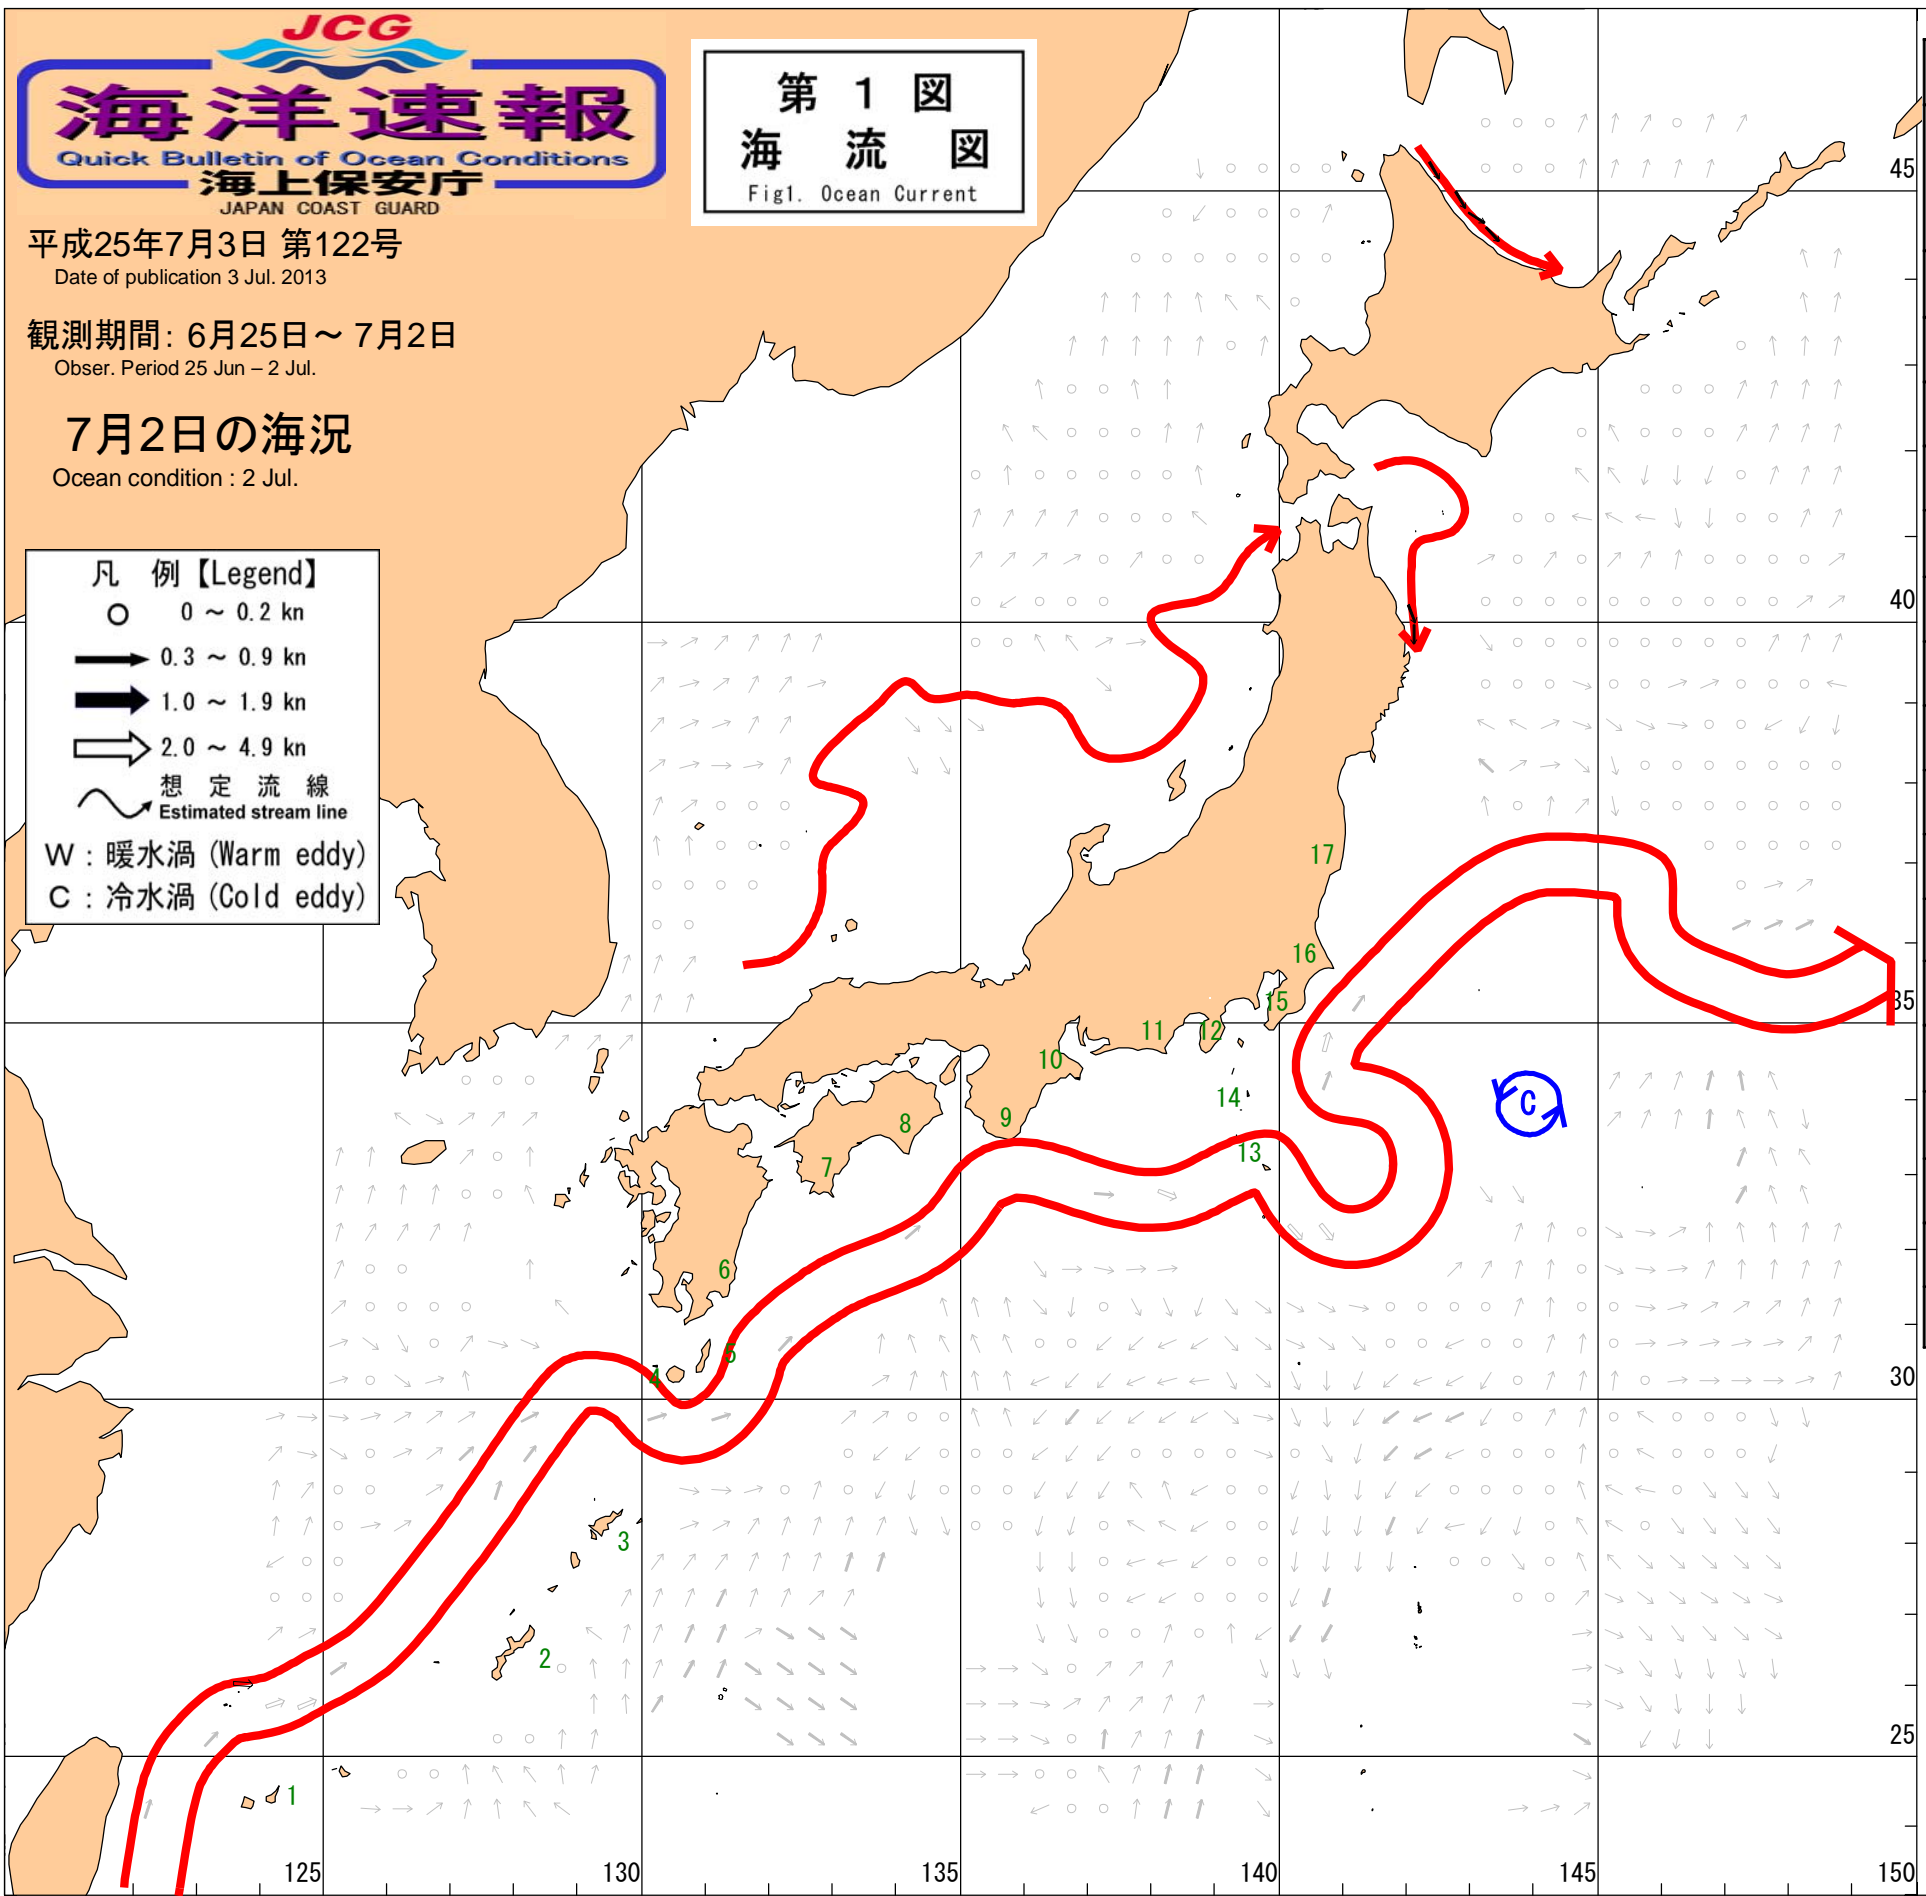 JCG
海洋速報
Quick Bulletin of Ocean Conditions
海上保安庁
JAPAN COAST GUARD
第 1 図
海 流 図
Fig1. Ocean Current
平成25年7月3日 第122号
Date of publication 3 Jul. 2013
観測期間: 6月25日~ 7月2日
Obser. Period 25 Jun – 2 Jul.
7月2日の海況
Ocean condition : 2 Jul.
凡 例【Legend】
0 ~ 0.2 kn
0.3 ~ 0.9 kn
1.0 ~ 1.9 kn
2.0 ~ 4.9 kn
想 定 流 線
Estimated stream line
W : 暖水渦 (Warm eddy)
C : 冷水渦 (Cold eddy)
45
40
17
16
15
35
12
11
10
14
C
9
8
13
7
6
5
4
30
3
2
25
1
125
130
135
140
145
150